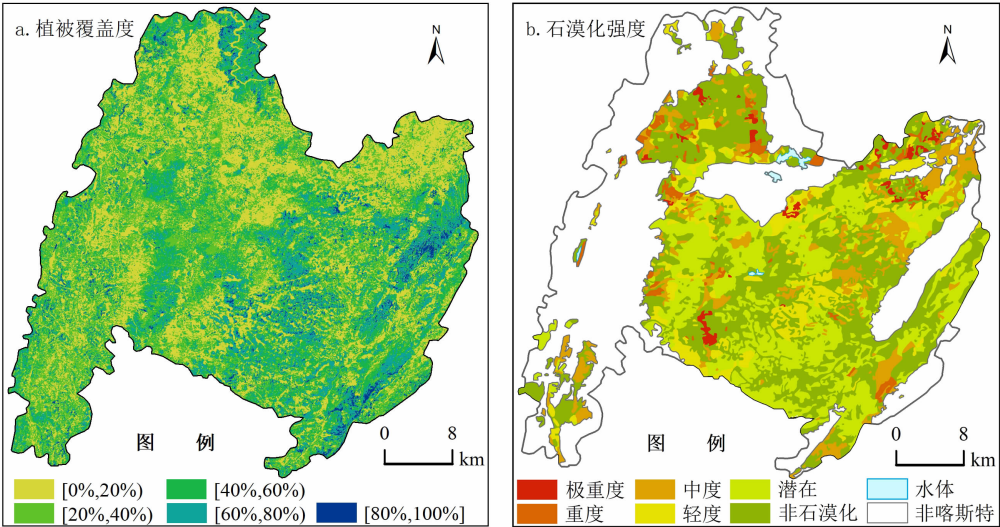 a. 植被覆盖度
N
图 例
0 8
km
[0%,20%) [40%,60%)
[20%,40%) [60%,80%) [80%,100%]
b. 石漠化强度
N
图 例
0 8
km
极重度 中度 潜在 水体
重度 轻度 非石漠化 非喀斯特